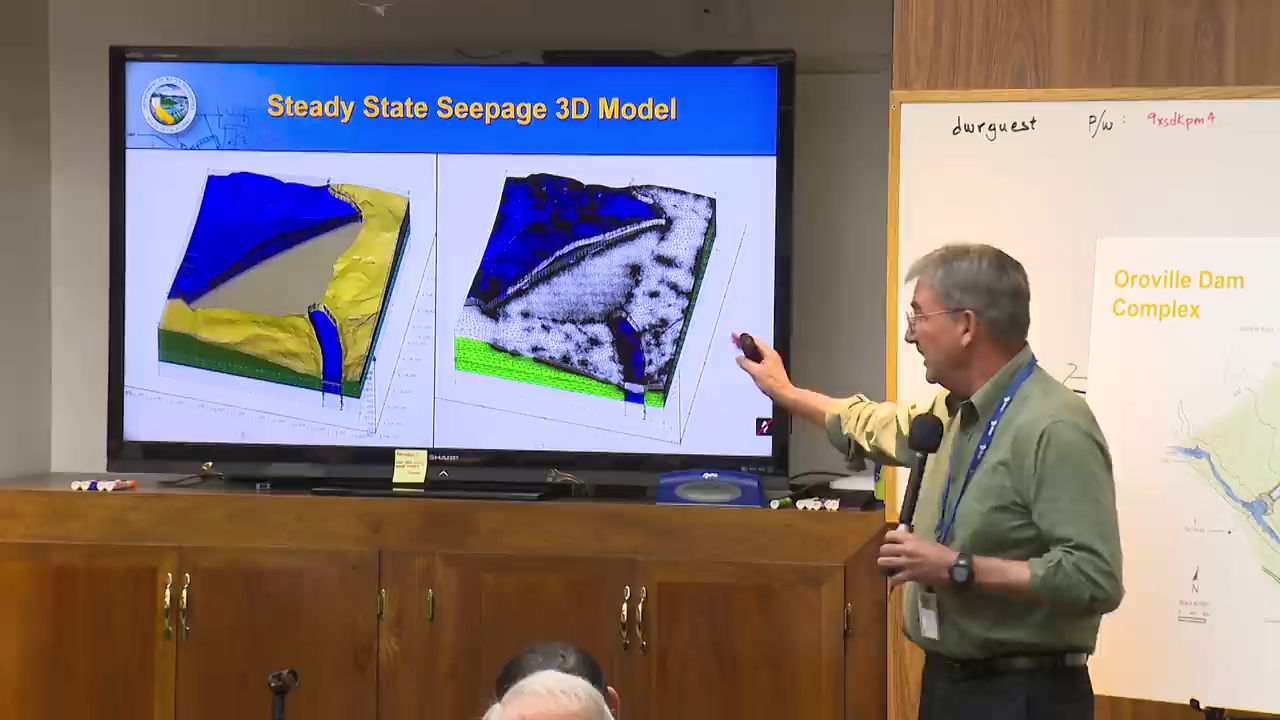 Steady State Seepage 3D Model
dwrguest P/w: 9xsdkpm4
Oroville Dam
Complex
SHARP
N